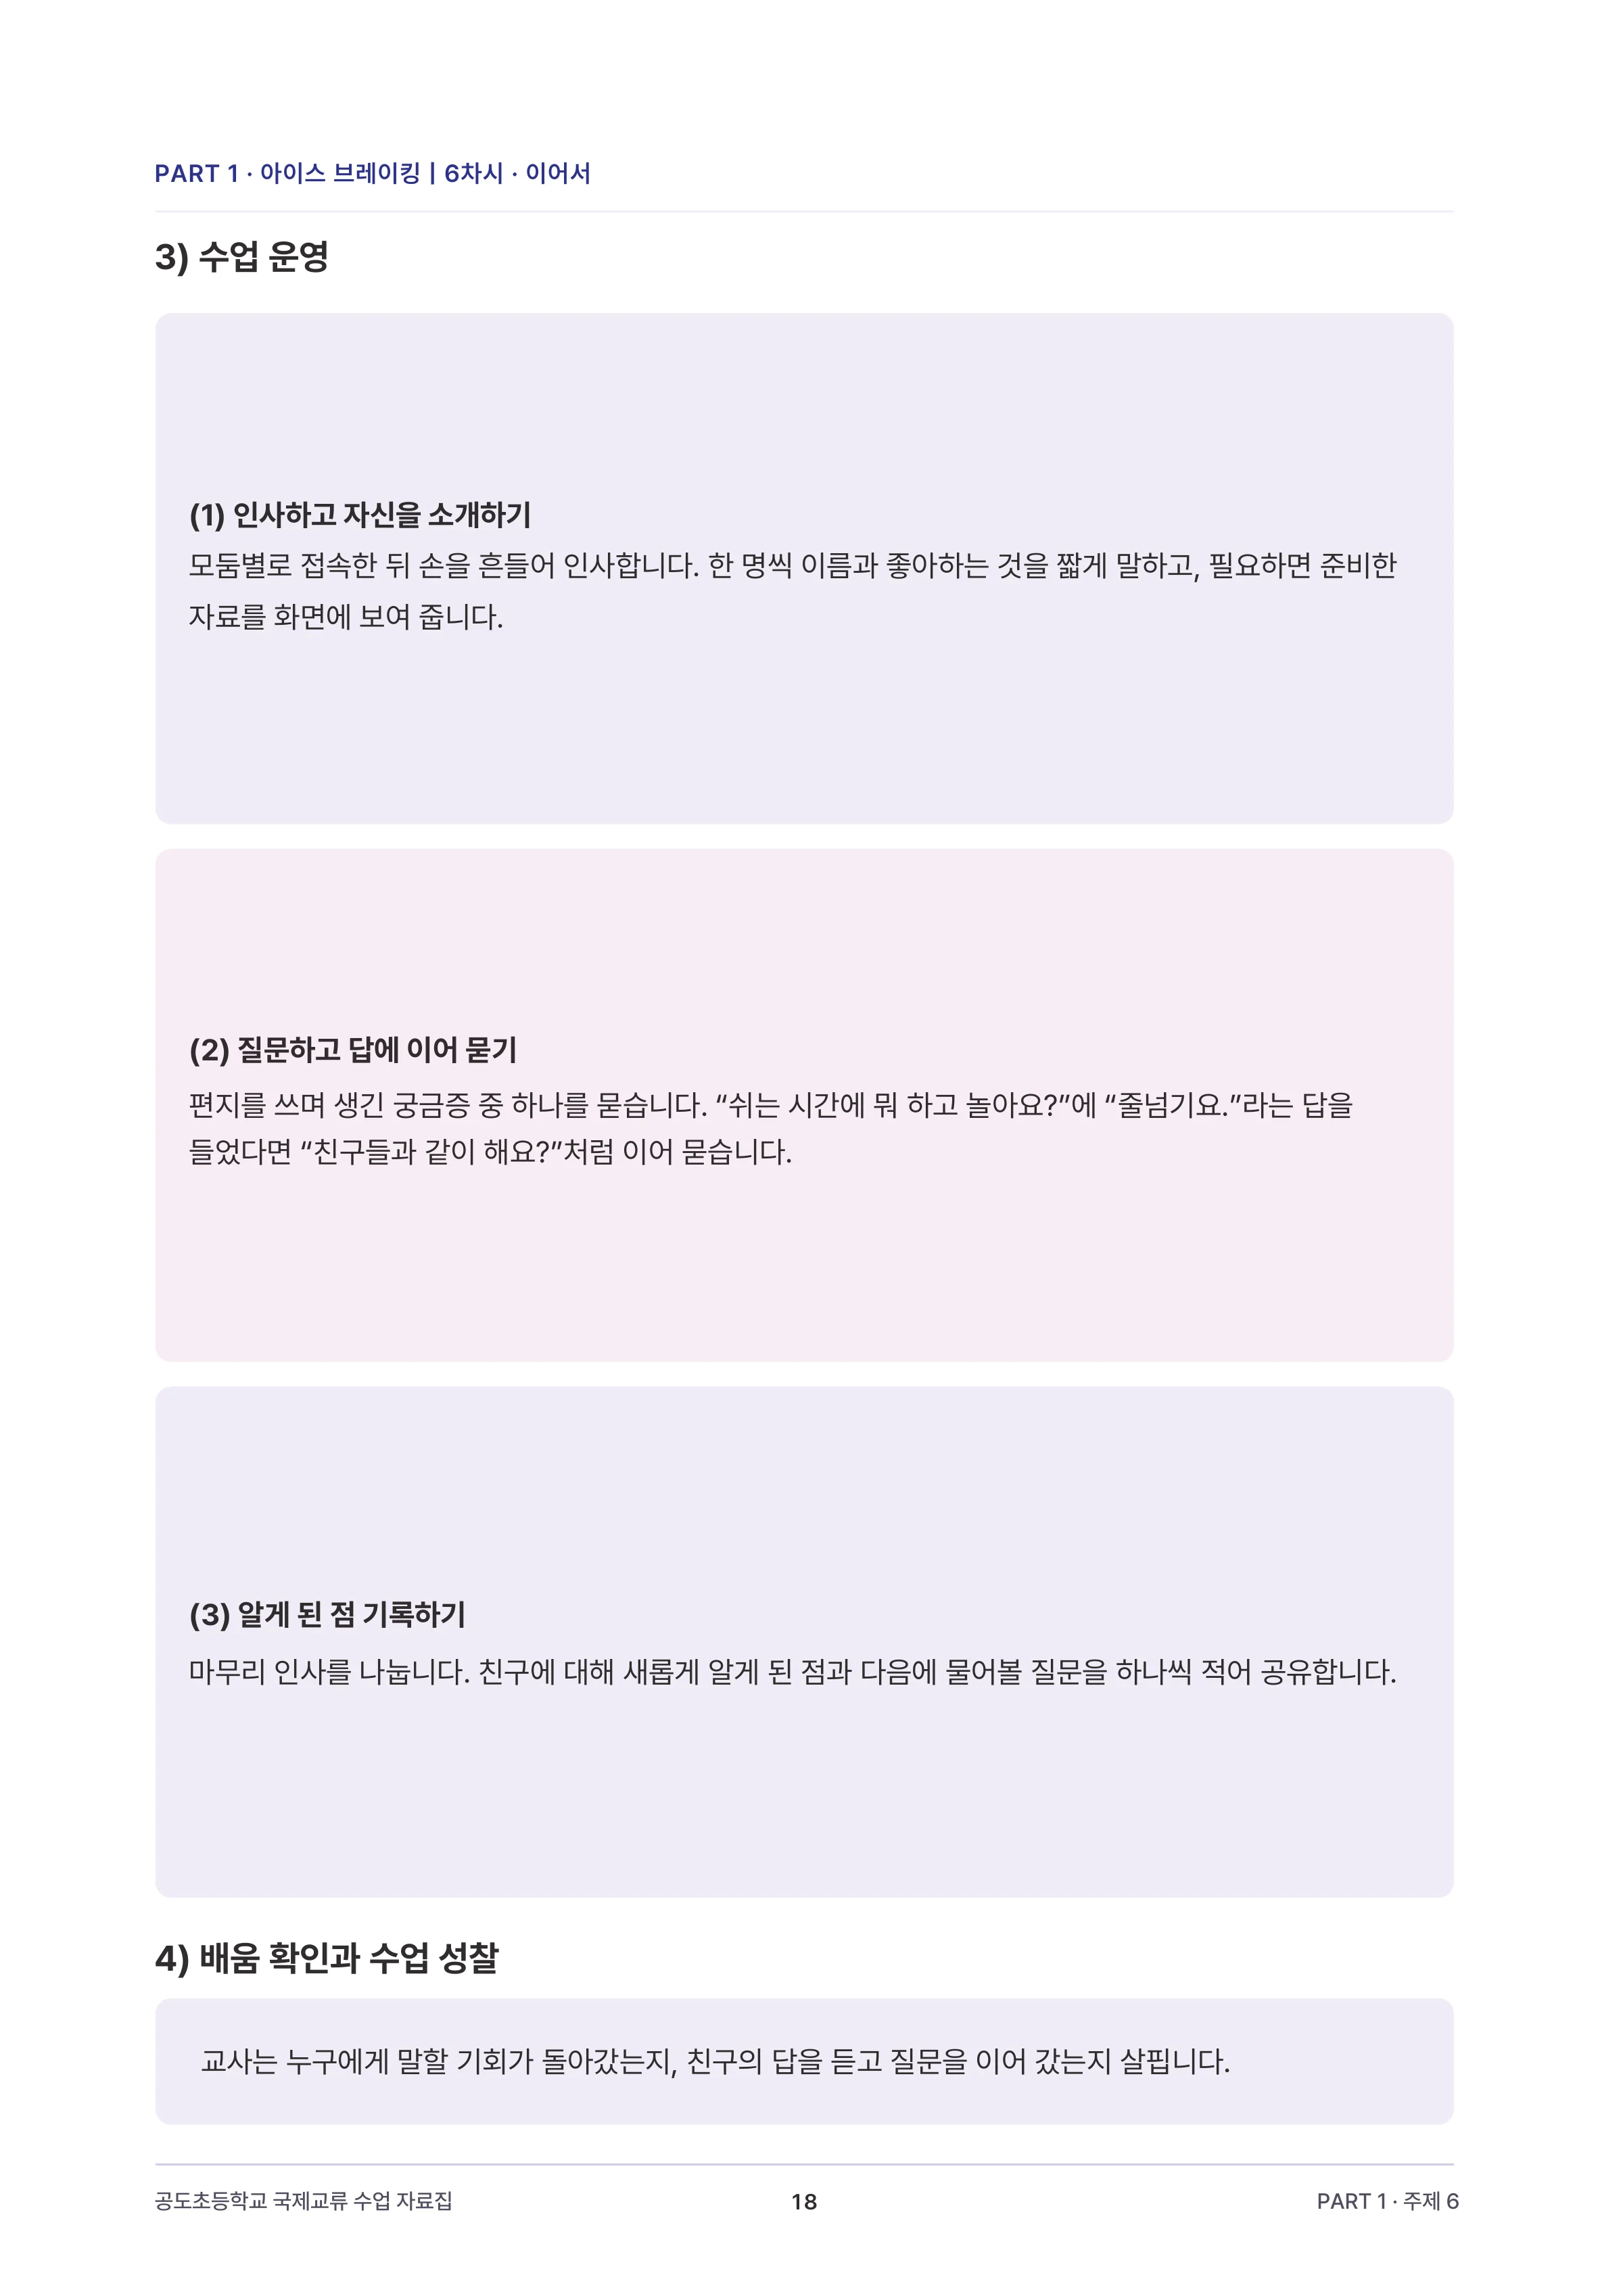 PART 1 · 아이스 브레이킹 | 6차시 · 이어서
3) 수업 운영
(1) 인사하고 자신을 소개하기
모둠별로 접속한 뒤 손을 흔들어 인사합니다. 한 명씩 이름과 좋아하는 것을 짧게 말하고, 필요하면 준비한
자료를 화면에 보여 줍니다.
(2) 질문하고 답에 이어 묻기
편지를 쓰며 생긴 궁금증 중 하나를 묻습니다. “쉬는 시간에 뭐 하고 놀아요?”에 “줄넘기요.”라는 답을
들었다면 “친구들과 같이 해요?”처럼 이어 묻습니다.
(3) 알게 된 점 기록하기
마무리 인사를 나눕니다. 친구에 대해 새롭게 알게 된 점과 다음에 물어볼 질문을 하나씩 적어 공유합니다.
4) 배움 확인과 수업 성찰
교사는 누구에게 말할 기회가 돌아갔는지, 친구의 답을 듣고 질문을 이어 갔는지 살핍니다.
공도초등학교 국제교류 수업 자료집
18
PART 1 · 주제 6